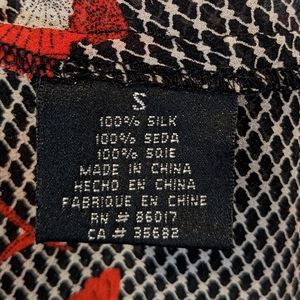 S
100% SILK
100% SEDA
100% SOIE
MADE IN CHINA
HECHO EN CHINA
FABRIQUE EN CHINE
RN # 86017
CA # 35682